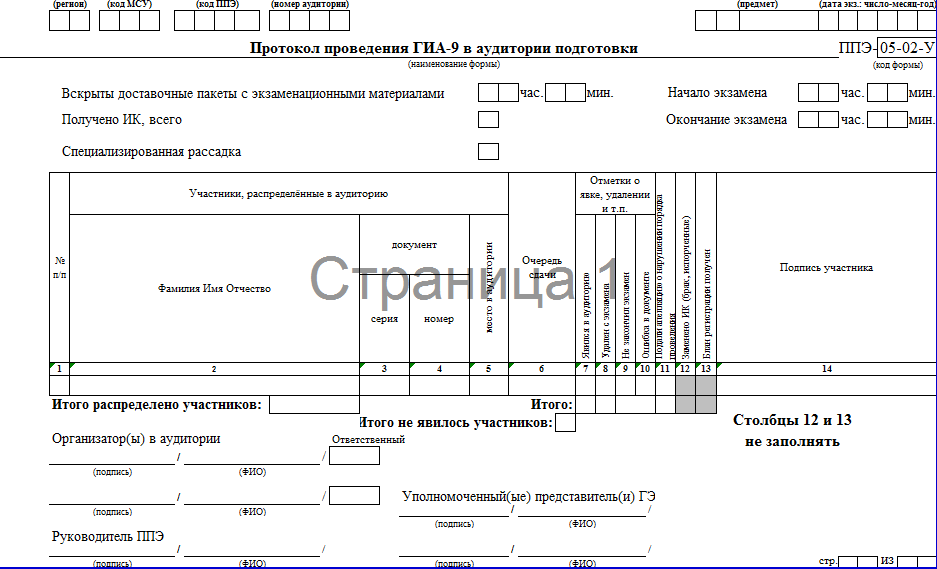 (регион) (код МСУ) (код ППЭ) (номер аудитории) (предмет) (дата экз.: число-месяц-год)
Протокол проведения ГИА-9 в аудитории подготовки
ППЭ-05-02-У
(наименование формы)
(код формы)
Вскрыты доставочные пакеты с экзаменационными материалами час. мин.
Начало экзамена час. мин.
Получено ИК, всего
Окончание экзамена час. мин.
Специализированная рассадка
№ п/п
Участники, распределённые в аудиторию
Фамилия Имя Отчество
документ
серия
номер
место в аудитории
Очередь сдачи
Отметки о явке, удалении и т.п.
Явился в аудиторию
Удален с экзамена
Не закончил экзамен
Ошибка в документе
Подали апелляцию о нарушении порядка проведения
Заменено ИК (брак, испорченные)
Бланк регистрации получен
Подпись участника
Страница 1
1 2 3 4 5 6 7 8 9 10 11 12 13 14
Итого распределено участников:
Итого:
Итого не явилось участников:
Столбцы 12 и 13
не заполнять
Организатор(ы) в аудитории
Ответственный
/ /
(подпись) (ФИО)
/ /
(подпись) (ФИО)
Уполномоченный(ые) представитель(и) ГЭ
/ /
(подпись) (ФИО)
Руководитель ППЭ
/ /
(подпись) (ФИО)
/ /
(подпись) (ФИО)
стр. из